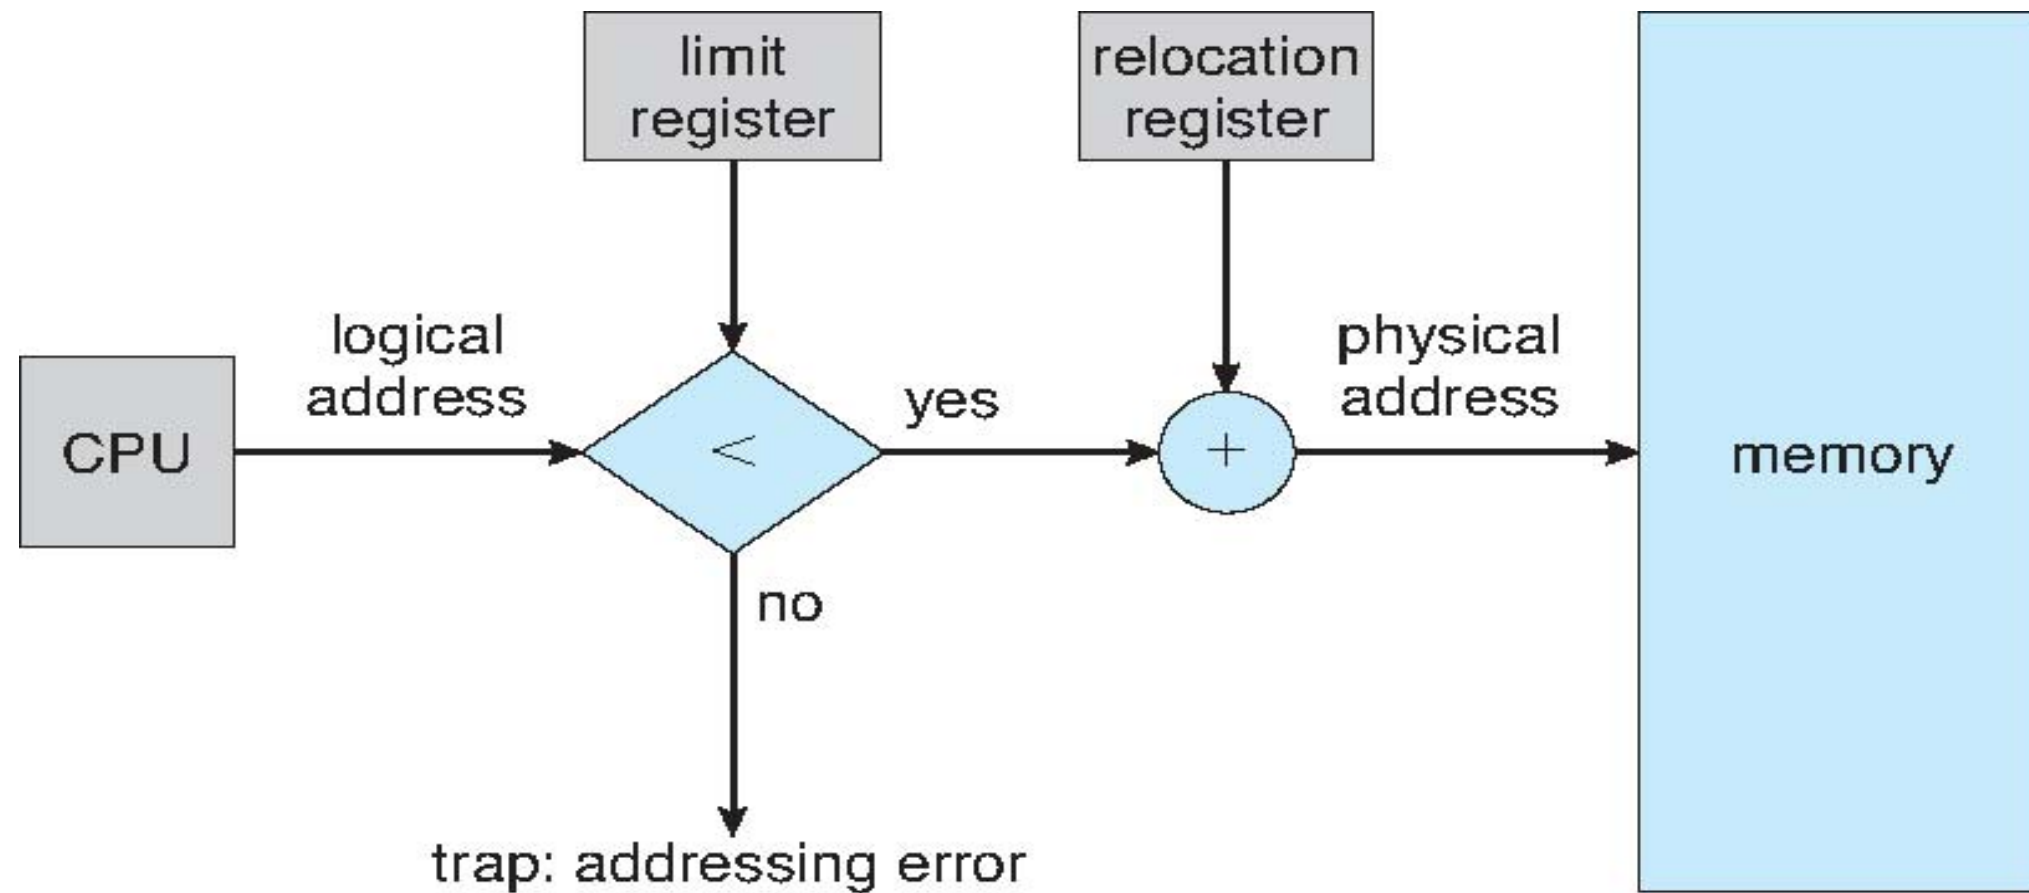 limit
register
relocation
register
logical
address
physical
address
CPU
<
yes
+
memory
no
trap: addressing error